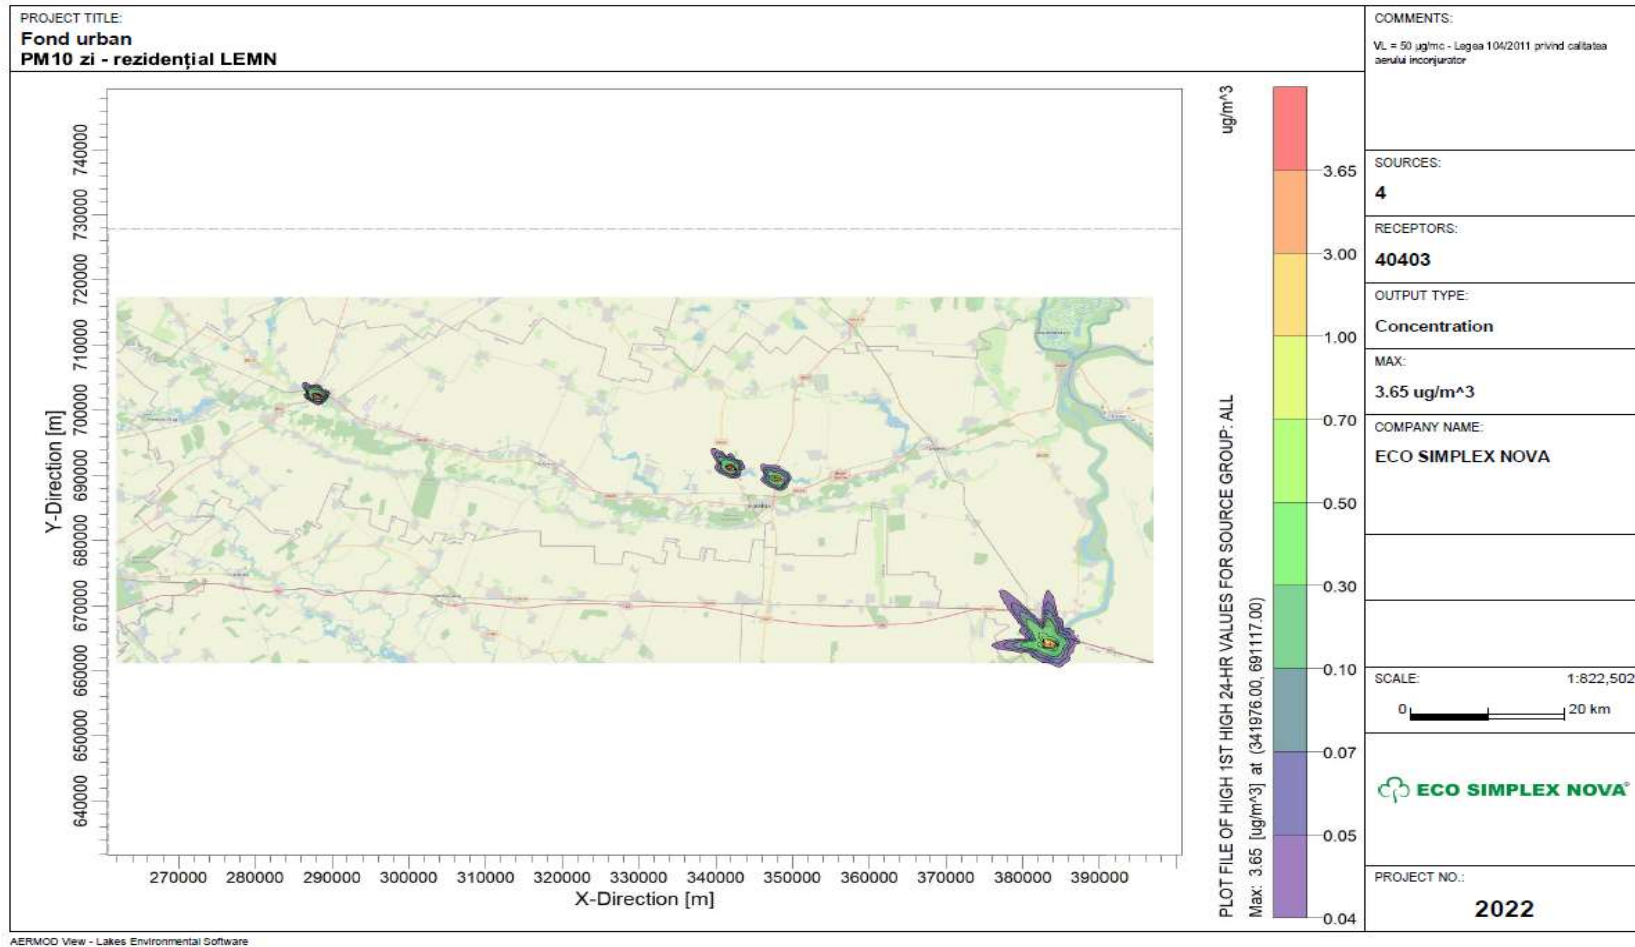 PROJECT TITLE:
Fond urban
PM10 zi - rezidențial LEMN
COMMENTS:
VL = 50 µg/mc - Legea 104/2011 privind calitatea
aerului inconjurator
SOURCES:
4
RECEPTORS:
40403
OUTPUT TYPE:
Concentration
MAX:
3.65 ug/m^3
COMPANY NAME:
ECO SIMPLEX NOVA
SCALE:
1:822,502
0
20 km
ECO SIMPLEX NOVA®
PROJECT NO.:
2022
Y-Direction [m]
740000
730000
720000
710000
700000
690000
680000
670000
660000
650000
640000
270000 280000 290000 300000 310000 320000 330000 340000 350000 360000 370000 380000 390000
X-Direction [m]
PLOT FILE OF HIGH 1ST HIGH 24-HR VALUES FOR SOURCE GROUP: ALL
Max: 3.65 [ug/m^3] at (341976.00, 691117.00)
ug/m^3
3.65
3.00
1.00
0.70
0.50
0.30
0.10
0.07
0.05
0.04
AERMOD View - Lakes Environmental Software